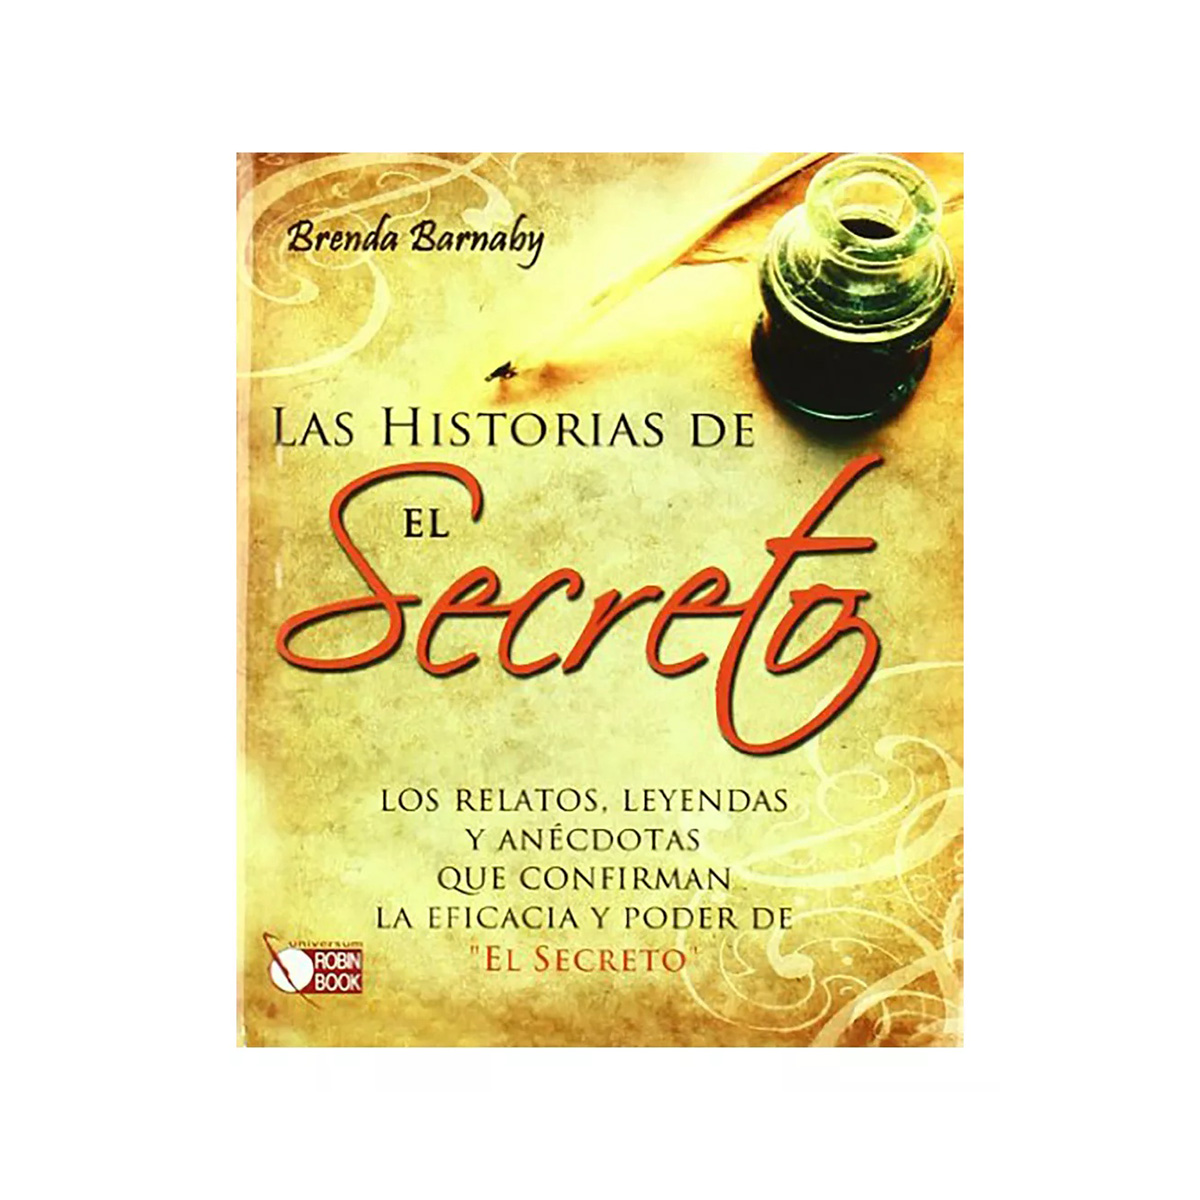 Brenda Barnaby
LAS HISTORIAS DE
EL
Secreto
LOS RELATOS, LEYENDAS
Y ANÉCDOTAS
QUE CONFIRMAN
LA EFICACIA Y PODER DE
"EL SECRETO"
universum
ROBIN
BOOK